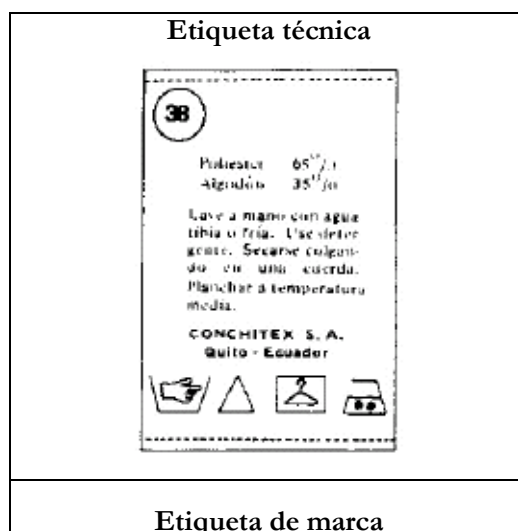 Etiqueta técnica
38
Poliester 65%
Algodón 35%
Lave a mano con agua
tibia o fría. Use deter
gente. Secarse colgan-
do en una cuerda.
Planchar a temperatura
media.
CONCHITEX S. A.
Quito - Ecuador
Etiqueta de marca